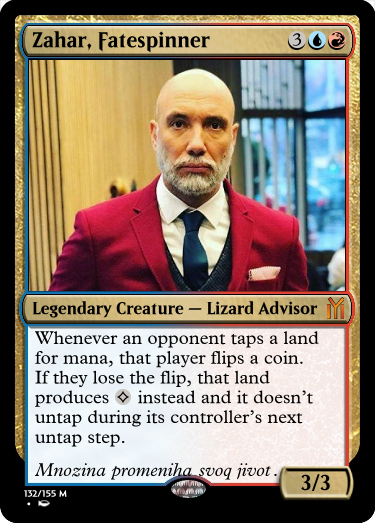 Zahar, Fatespinner 3
Legendary Creature — Lizard Advisor
Whenever an opponent taps a land
for mana, that player flips a coin.
If they lose the flip, that land
produces instead and it doesn't
untap during its controller's next
untap step.
Mnozina promeniha svoq jivot .
3/3
132/155 M